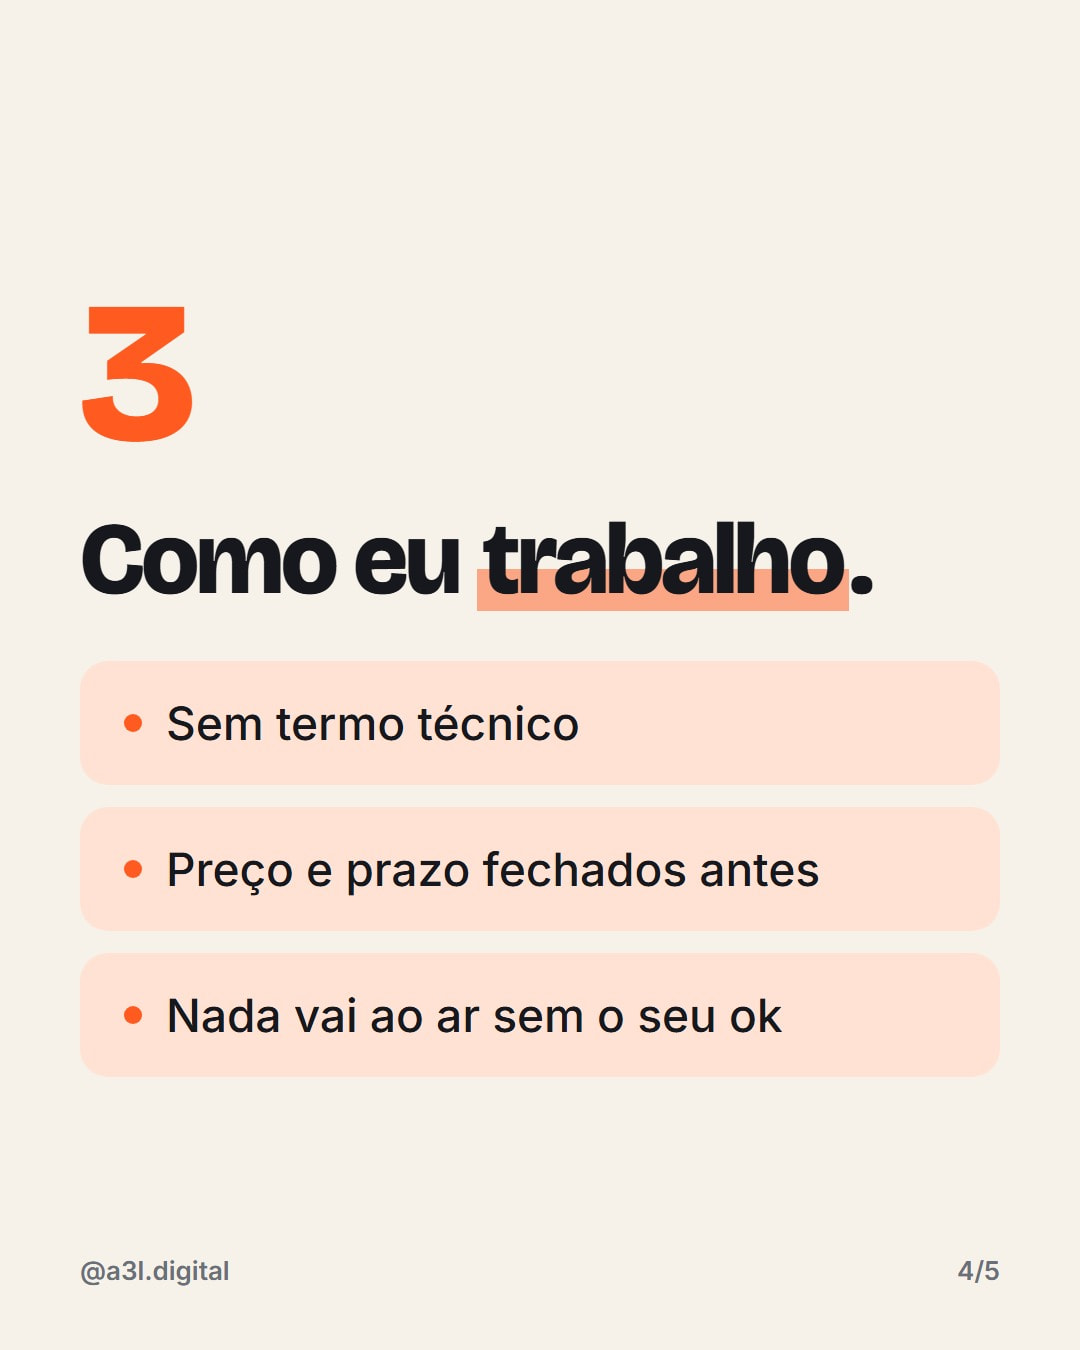 3
Como eu trabalho.
Sem termo técnico
Preço e prazo fechados antes
Nada vai ao ar sem o seu ok
@a3l.digital
4/5